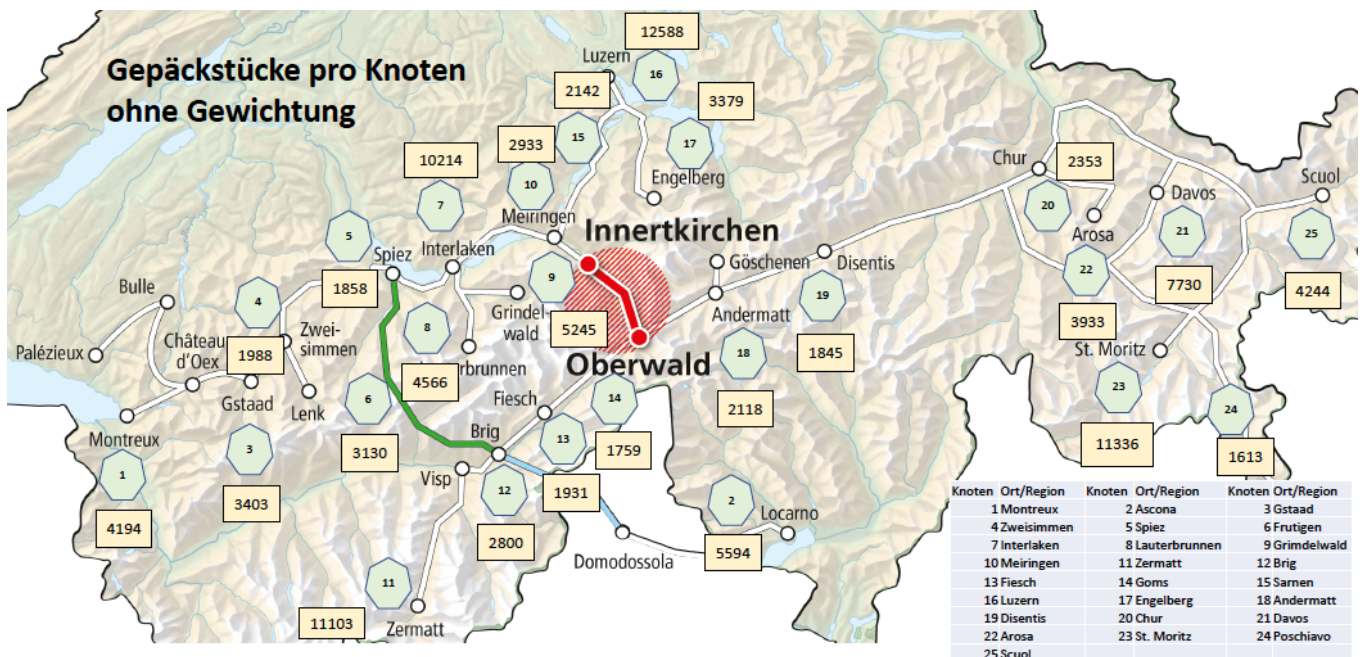 Gepäckstücke pro Knoten
ohne Gewichtung
12588
Luzern
16
2142
3379
15
17
2933
10214
10
7
Engelberg
Meiringen
Innertkirchen
Chur
2353
Scuol
Davos
20
Arosa
21
25
5
Spiez
Interlaken
9
Göschenen
Disentis
22
7730
4244
Bulle
4
1858
8
Grindel-
wald
5245
Andermatt
19
3933
Zwei-
simmen
Château
d'Oex
1988
Palézieux
Oberwald
18
1845
St. Moritz
4566
rbrunnen
Gstaad
Lenk
6
Fiesch
14
2118
23
24
Montreux
Brig
13
1759
11336
1613
3
3130
Visp
1
12
1931
2
Locarno
3403
4194
2800
Domodossola
5594
11
11103
Zermatt
Knoten Ort/Region Knoten Ort/Region Knoten Ort/Region
1 Montreux 2 Ascona 3 Gstaad
4 Zweisimmen 5 Spiez 6 Frutigen
7 Interlaken 8 Lauterbrunnen 9 Grimdelwald
10 Meiringen 11 Zermatt 12 Brig
13 Fiesch 14 Goms 15 Sarnen
16 Luzern 17 Engelberg 18 Andermatt
19 Disentis 20 Chur 21 Davos
22 Arosa 23 St. Moritz 24 Poschiavo
25 Scuol